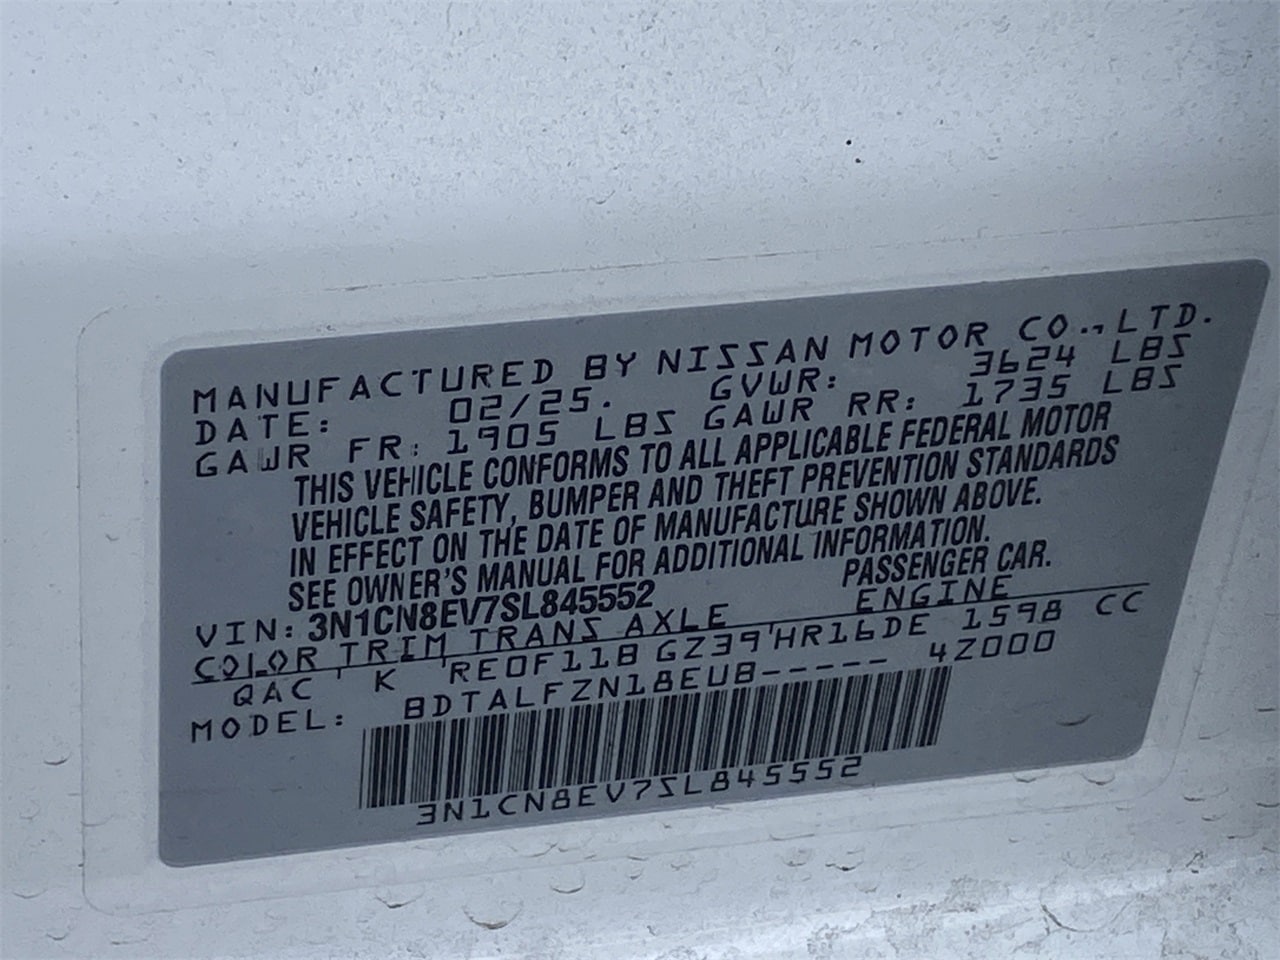 MANUFACTURED BY NISSAN MOTOR CO.,LTD.
DATE: 02/25. GVWR: 3624 LBS
GAWR FR: 1905 LBS GAWR RR: 1735 LBS
THIS VEHICLE CONFORMS TO ALL APPLICABLE FEDERAL MOTOR
VEHICLE SAFETY, BUMPER AND THEFT PREVENTION STANDARDS
IN EFFECT ON THE DATE OF MANUFACTURE SHOWN ABOVE.
SEE OWNER'S MANUAL FOR ADDITIONAL INFORMATION.
VIN: 3N1CN8EV7SL845552 PASSENGER CAR.
COLOR TRIM TRANS AXLE ENGINE
QAC K RE0F11B GZ39 HR16DE 1598 CC
MODEL: BDTALFZN18EUB----- 4Z000
3N1CN8EV7SL845552